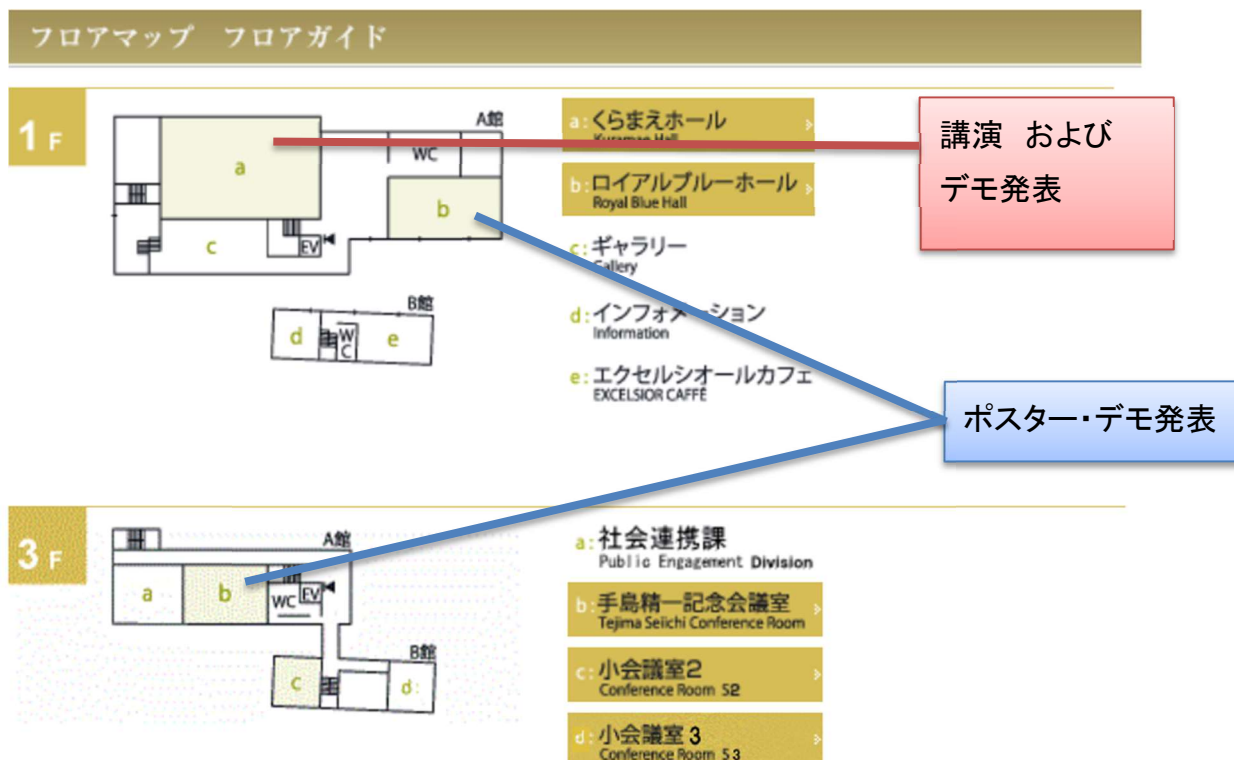 フロアマップ　フロアガイド
1 F
A館
a
WC
b
c
EV
B館
d
WC
e
a:くらまえホール
Kuramae Hall
b:ロイアルブルーホール
Royal Blue Hall
c:ギャラリー
Gallery
d:インフォメーション
Information
e:エクセルシオールカフェ
EXCELSIOR CAFFÉ
講演 および
デモ発表
ポスター・デモ発表
3 F
A館
a
b
WC
EV
B館
c
d
a:社会連携課
Public Engagement Division
b:手島精一記念会議室
Tejima Seiichi Conference Room
c:小会議室2
Conference Room S2
d:小会議室 3
Conference Room S 3